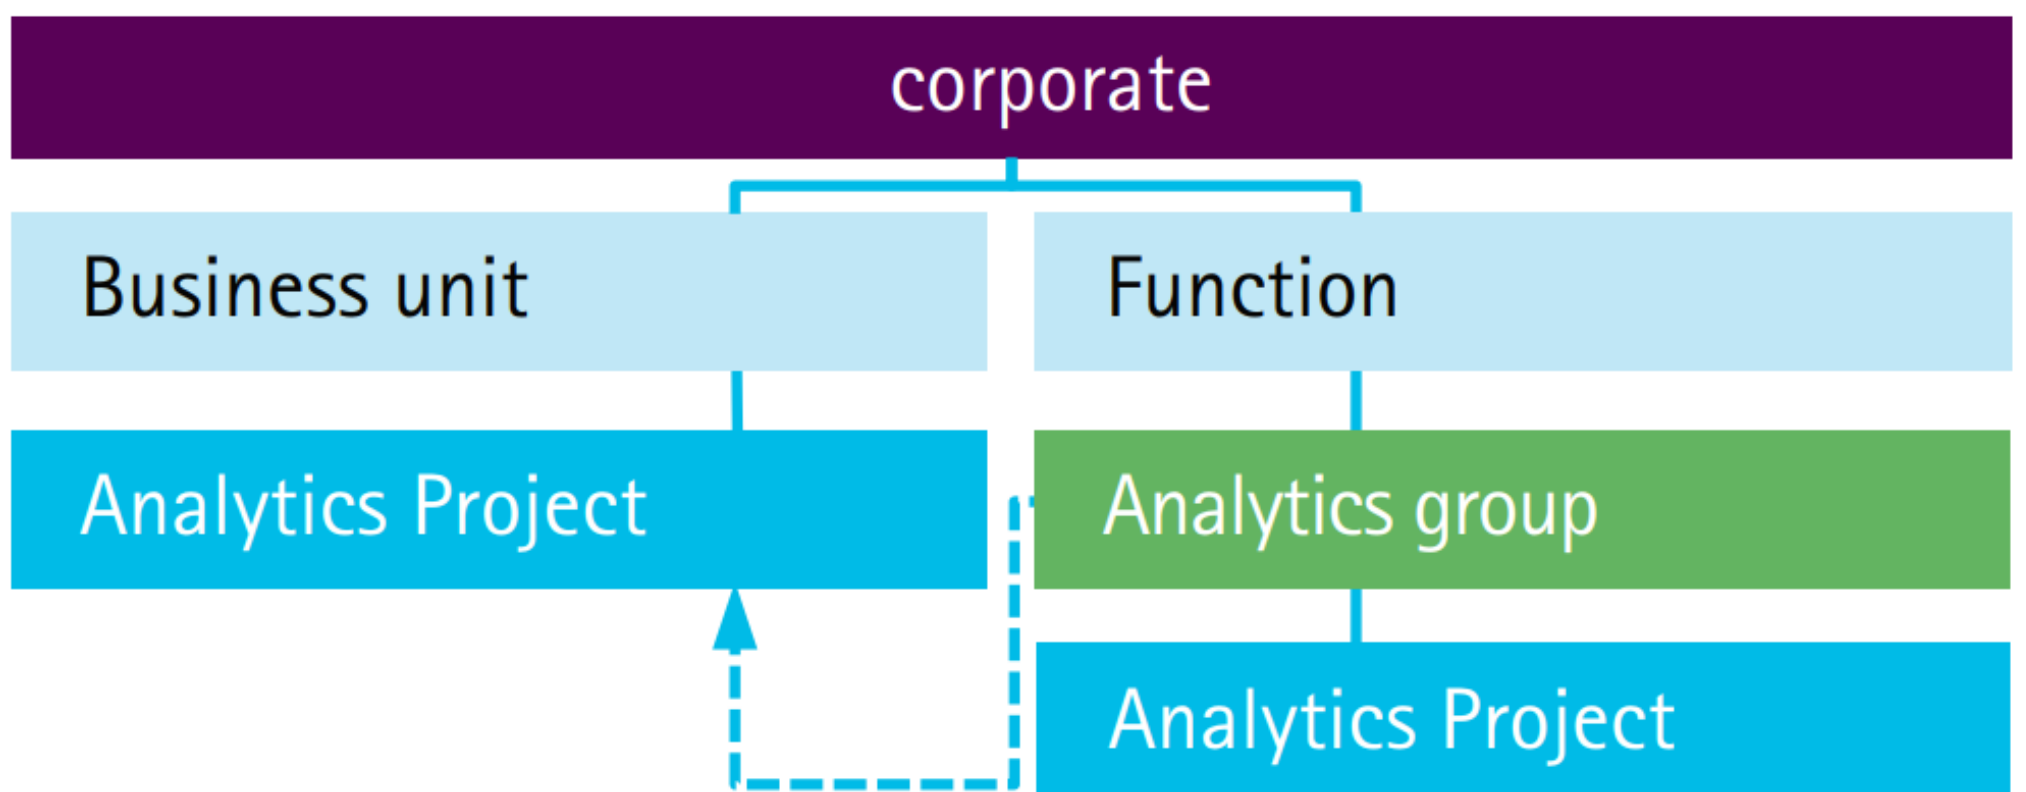 corporate
Business unit
Function
Analytics Project
Analytics group
Analytics Project